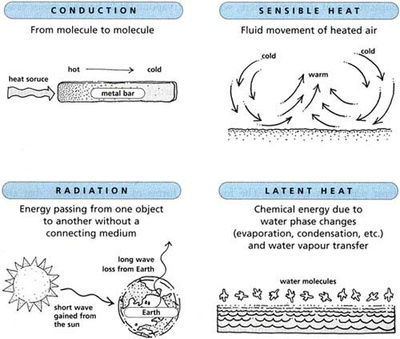 CONDUCTION
From molecule to molecule
hot
cold
heat soruce
metal bar
SENSIBLE HEAT
Fluid movement of heated air
cold
cold
warm
RADIATION
Energy passing from one object
to another without a
connecting medium
long wave
loss from Earth
Earth
short wave
gained from
the sun
LATENT HEAT
Chemical energy due to
water phase changes
(evaporation, condensation, etc.)
and water vapour transfer
water molecules